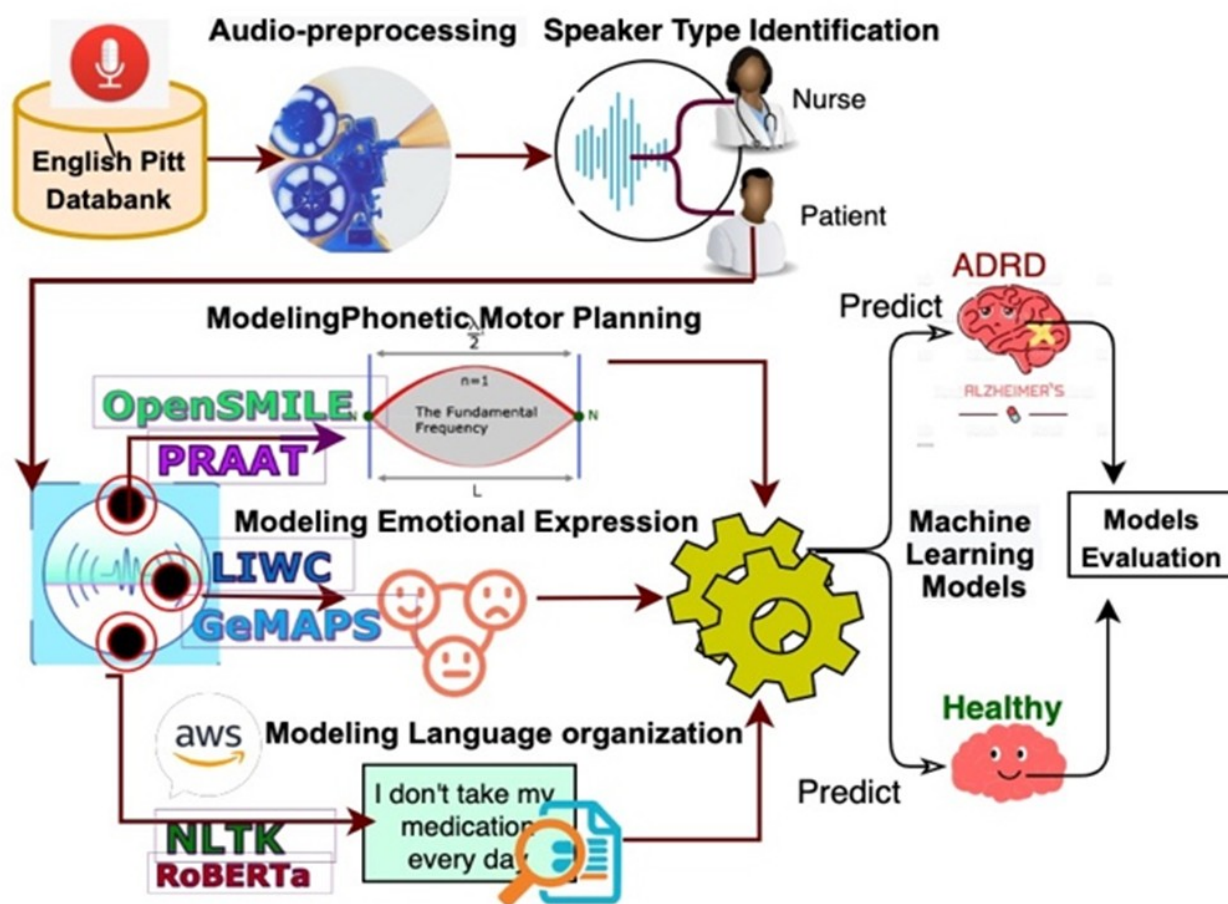 Audio-preprocessing
Speaker Type Identification
English Pitt
Databank
Nurse
Patient
ADRD
Predict
ModelingPhonetic Motor Planning
λ
2
n=1
The Fundamental
Frequency
N
N
L
OpenSMILE
PRAAT
ALZHEIMER'S
Modeling Emotional Expression
LIWC
GeMAPS
Machine
Learning
Models
Models
Evaluation
Healthy
Predict
aws
Modeling Language organization
I don't take my
medication
every day
NLTK
RoBERTa